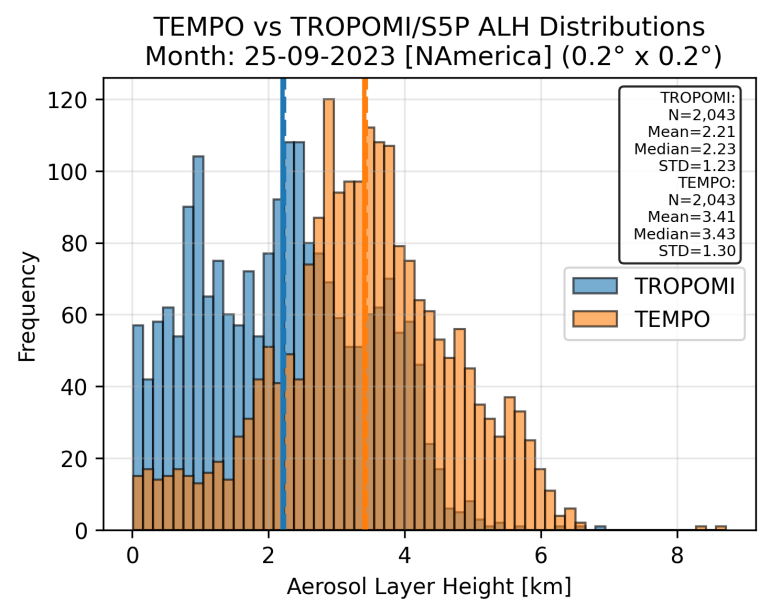 TEMPO vs TROPOMI/S5P ALH Distributions
Month: 25-09-2023 [NAmerica] (0.2° x 0.2°)
TROPOMI:
N=2,043
Mean=2.21
Median=2.23
STD=1.23
TEMPO:
N=2,043
Mean=3.41
Median=3.43
STD=1.30
TROPOMI
TEMPO
Frequency
120
100
80
60
40
20
0
0 2 4 6 8
Aerosol Layer Height [km]